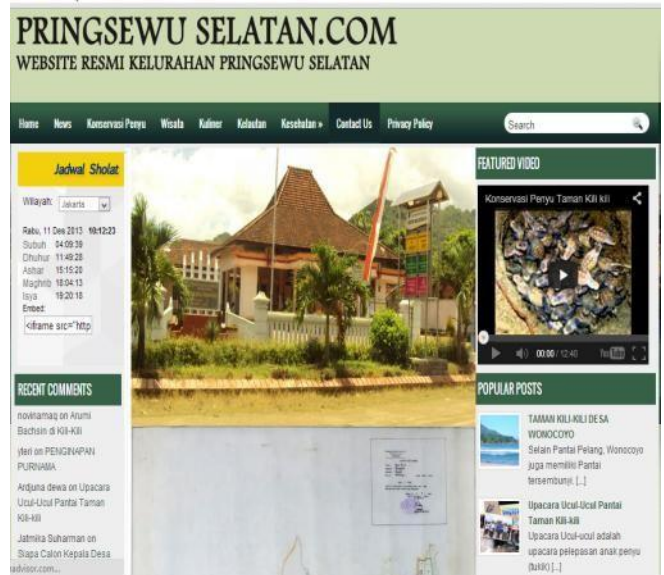 PRINGSEWU SELATAN.COM
WEBSITE RESMI KELURAHAN PRINGSEWU SELATAN
Home News Konservasi Penyu Wisata Kuliner Kelautan Kesehatan » Contact Us Privacy Policy
Search
Jadwal Sholat
Wilayah: Jakarta
Rabu, 11 Des 2013 10:12:23
Subuh 04:09:39
Dhuhur 11:49:28
Ashar 15:15:20
Maghrib 18:04:13
Isya 19:20:18
Embed:
<iframe src="http
RECENT COMMENTS
novinamaq on Arumi
Bachsin di Kili-Kili
yteri on PENGINAPAN
PURNAMA
Ardjuna dewa on Upacara
Ucul-Ucul Pantai Taman
Kili-kili
Jatmika Suharman on
Siapa Calon Kepala Desa
advisor.com...
FEATURED VIDEO
Konservasi Penyu Taman Kili kili
00:00 / 12:40
YouTube
POPULAR POSTS
TAMAN KILI-KILI DESA
WONOCOYO
Selain Pantai Pelang, Wonocoyo
juga memiliki Pantai
tersembunyi. [...]
Upacara Ucul-Ucul Pantai
Taman Kili-kili
Upacara Ucul-ucul adalah
upacara pelepasan anak penyu
(tukik) [...]